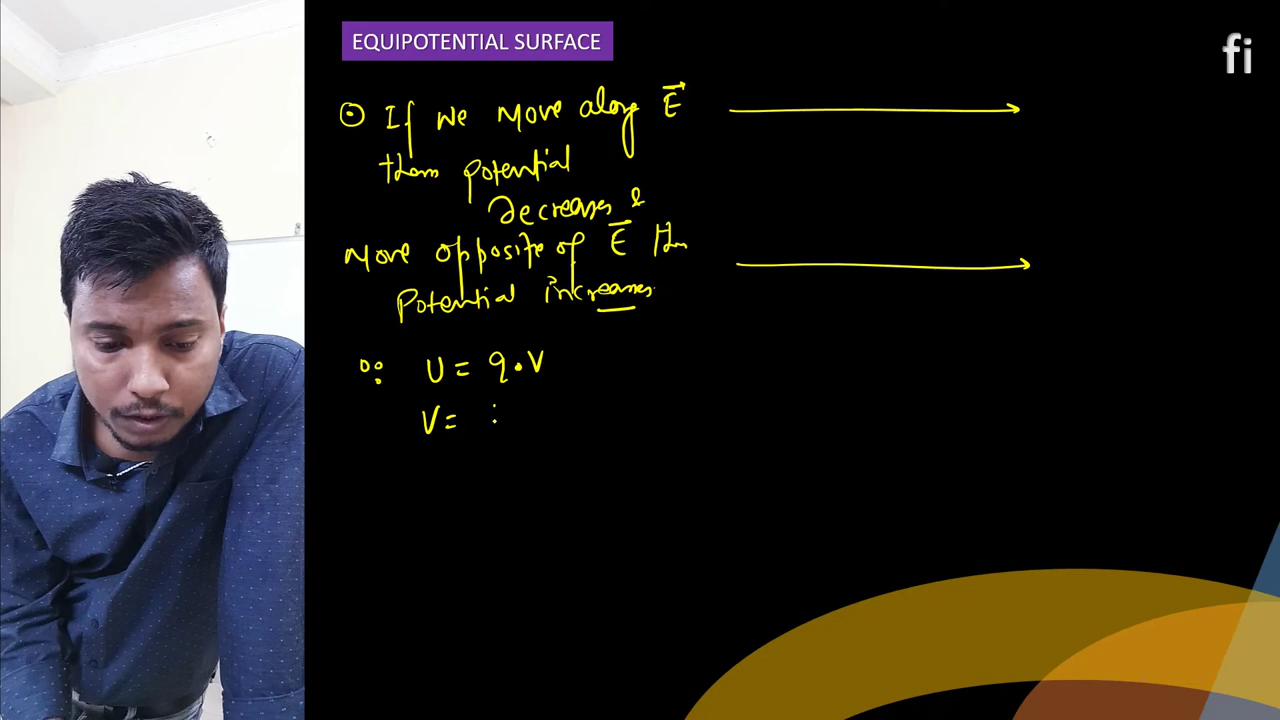 EQUIPOTENTIAL SURFACE
fi
If we move along E⃗
then potential
decreases &
move opposite of E⃗ then
potential increases.
∵ U = q·V
V =